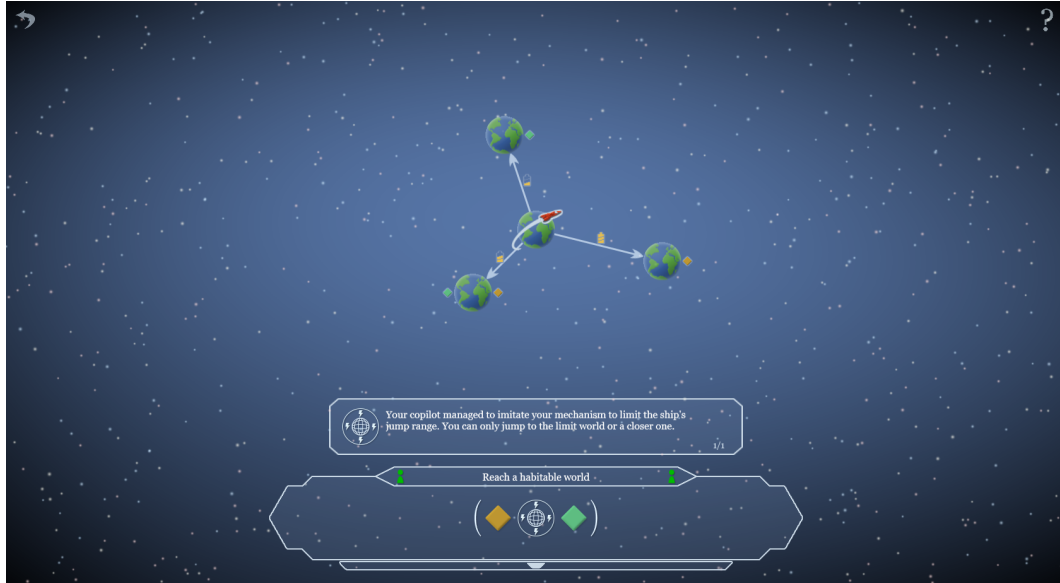 ?
Your copilot managed to imitate your mechanism to limit the ship's
jump range. You can only jump to the limit world or a closer one.
1/1
Reach a habitable world